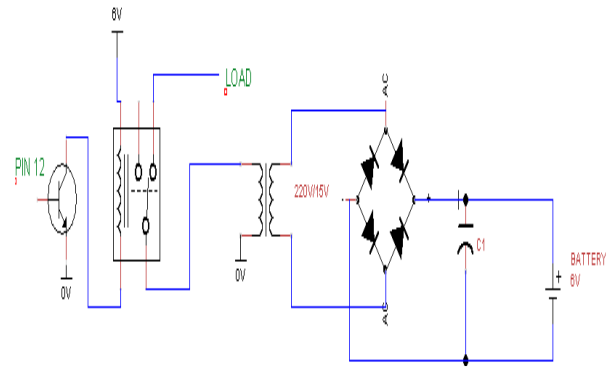 6V
LOAD
AC
PIN 12
220V/15V
+
C1
BATTERY
+
6V
0V
0V
AC